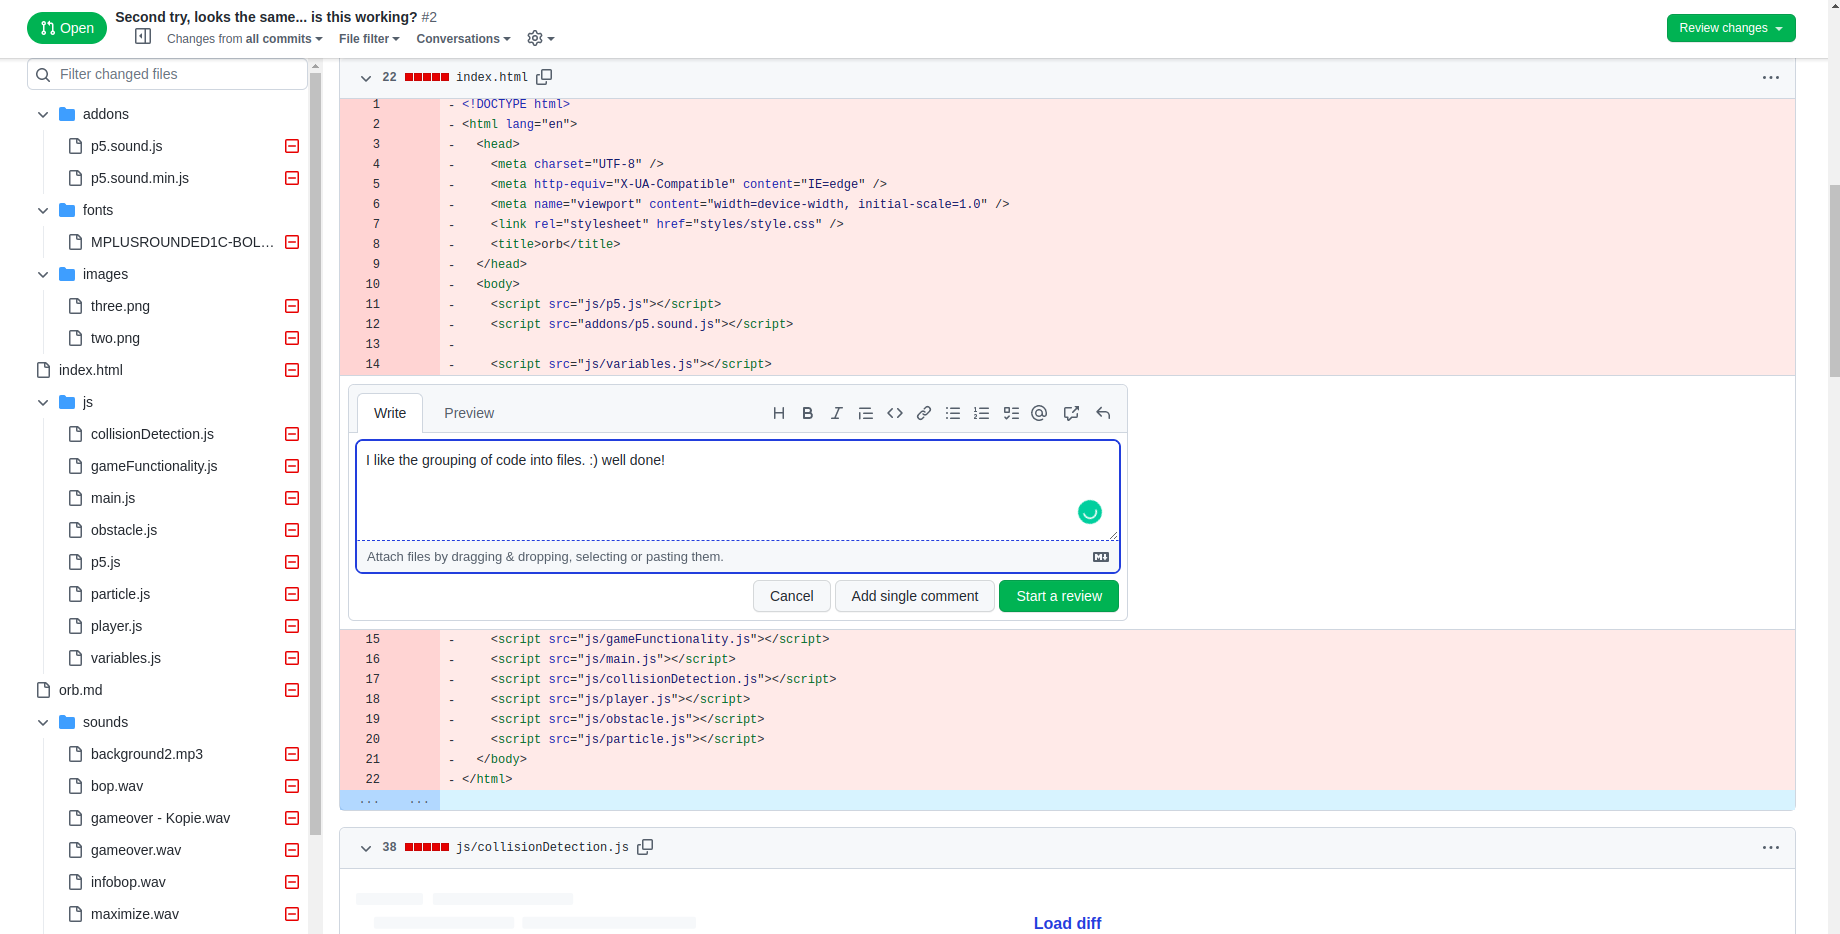 Open
Second try, looks the same... is this working? #2
Changes from all commits
File filter
Conversations
Review changes
Filter changed files
addons
p5.sound.js
p5.sound.min.js
fonts
MPLUSROUNDED1C-BOL...
images
three.png
two.png
index.html
js
collisionDetection.js
gameFunctionality.js
main.js
obstacle.js
p5.js
particle.js
player.js
variables.js
orb.md
sounds
background2.mp3
bop.wav
gameover - Kopie.wav
gameover.wav
infobop.wav
maximize.wav
22 index.html
1 - <!DOCTYPE html>
2 - <html lang="en">
3 - <head>
4 - <meta charset="UTF-8" />
5 - <meta http-equiv="X-UA-Compatible" content="IE=edge" />
6 - <meta name="viewport" content="width=device-width, initial-scale=1.0" />
7 - <link rel="stylesheet" href="styles/style.css" />
8 - <title>orb</title>
9 - </head>
10 - <body>
11 - <script src="js/p5.js"></script>
12 - <script src="addons/p5.sound.js"></script>
13 -
14 - <script src="js/variables.js"></script>
Write
Preview
I like the grouping of code into files. :) well done!
Attach files by dragging & dropping, selecting or pasting them.
Cancel
Add single comment
Start a review
15 - <script src="js/gameFunctionality.js"></script>
16 - <script src="js/main.js"></script>
17 - <script src="js/collisionDetection.js"></script>
18 - <script src="js/player.js"></script>
19 - <script src="js/obstacle.js"></script>
20 - <script src="js/particle.js"></script>
21 - </body>
22 - </html>
... ...
38 js/collisionDetection.js
Load diff